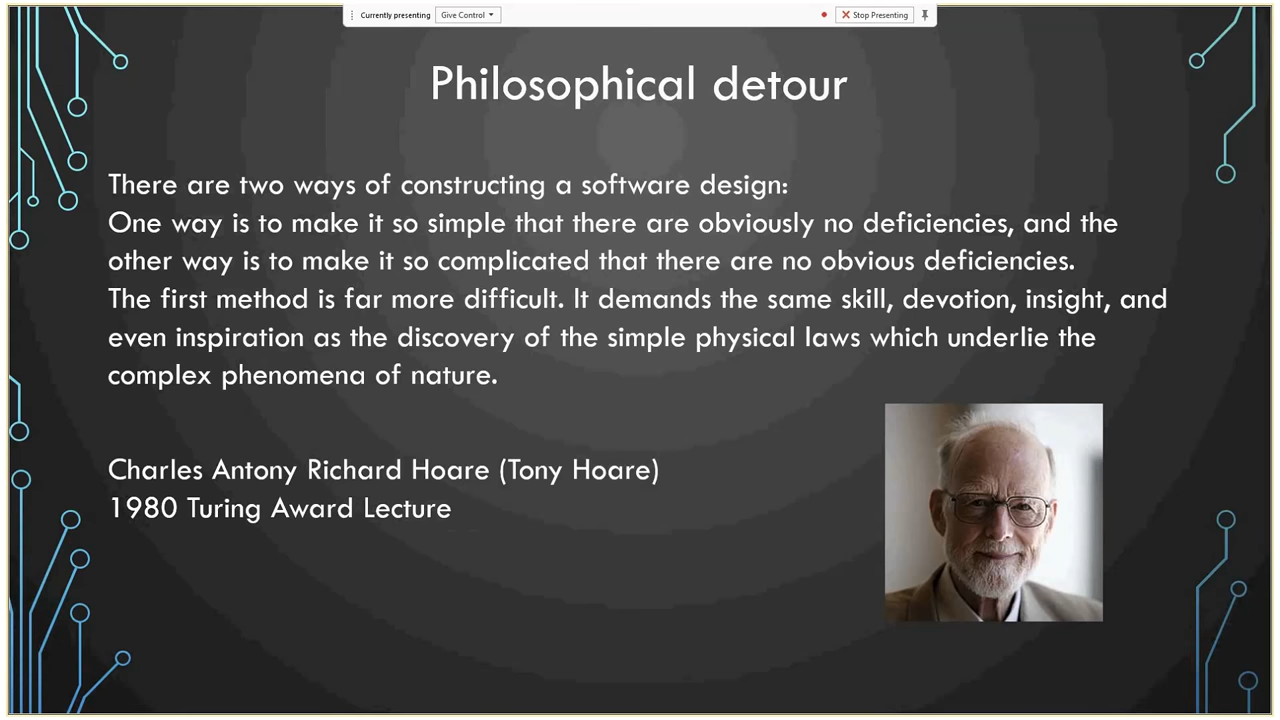 Currently presenting Give Control Stop Presenting
Philosophical detour
There are two ways of constructing a software design:
One way is to make it so simple that there are obviously no deficiencies, and the
other way is to make it so complicated that there are no obvious deficiencies.
The first method is far more difficult. It demands the same skill, devotion, insight, and
even inspiration as the discovery of the simple physical laws which underlie the
complex phenomena of nature.
Charles Antony Richard Hoare (Tony Hoare)
1980 Turing Award Lecture